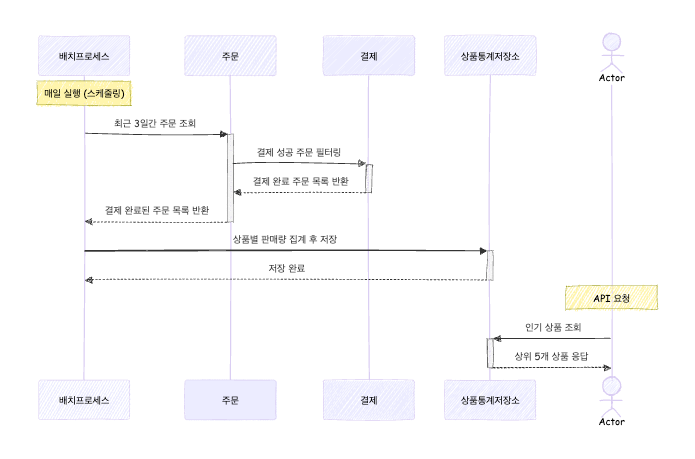 배치프로세스
주문
결제
상품통계저장소
Actor
매일 실행 (스케줄링)
최근 3일간 주문 조회
결제 성공 주문 필터링
결제 완료 주문 목록 반환
결제 완료된 주문 목록 반환
상품별 판매량 집계 후 저장
저장 완료
API 요청
인기 상품 조회
상위 5개 상품 응답
배치프로세스
주문
결제
상품통계저장소
Actor